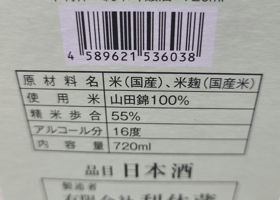 720ml
4 589621 536038
原材料名 米(国産)、米麹(国産米)
使用米 山田錦100%
精米歩合 55%
アルコール分 16度
内容量 720ml
品目 日本酒
製造者